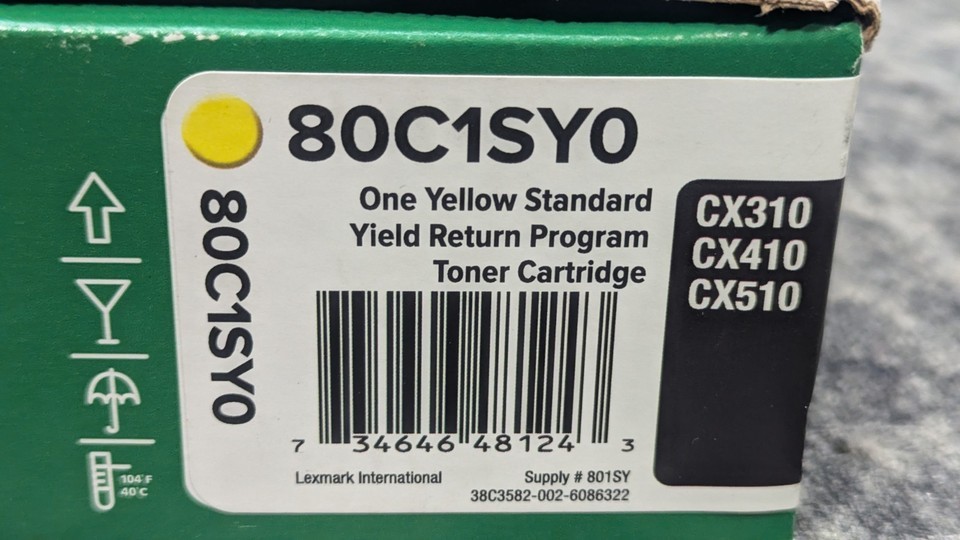 80C1SY0
80C1SY0
One Yellow Standard
Yield Return Program
Toner Cartridge
CX310
CX410
CX510
7 34646 48124 3
Lexmark International
Supply # 801SY
38C3582-002-6086322
104°F
40°C